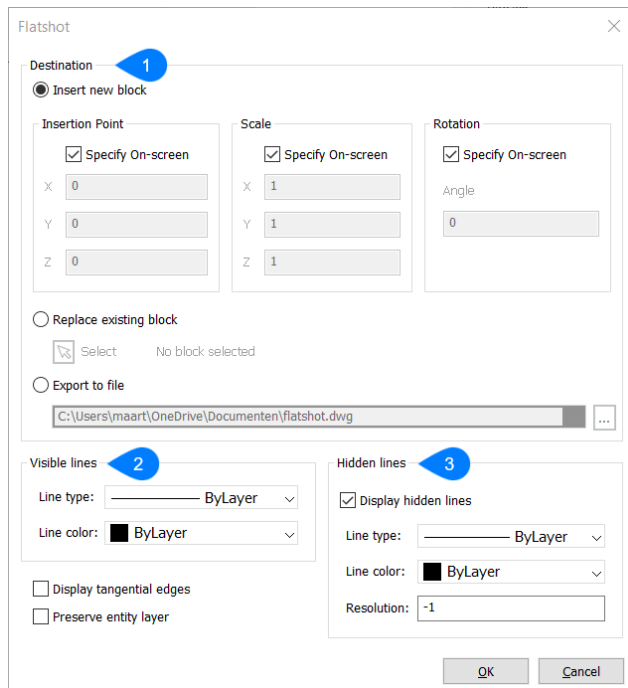 Flatshot
Destination 1
Insert new block
Insertion Point Scale Rotation
Specify On-screen Specify On-screen Specify On-screen
X 0 X 1 Angle
Y 0 Y 1 0
Z 0 Z 1
Replace existing block
Select No block selected
Export to file
C:\Users\maart\OneDrive\Documenten\flatshot.dwg ...
Visible lines 2
Line type: ByLayer
Line color: ByLayer
Display tangential edges
Preserve entity layer
Hidden lines 3
Display hidden lines
Line type: ByLayer
Line color: ByLayer
Resolution: -1
OK Cancel